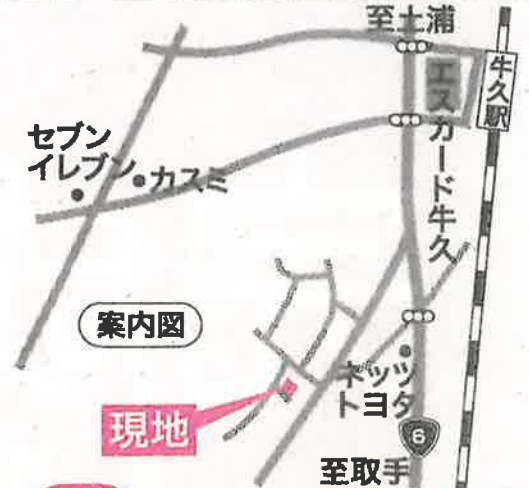 至土浦
牛久駅
エスカード牛久
セブン
イレブン
カスミ
案内図
ネッツ
トヨタ
現地
6
至取手